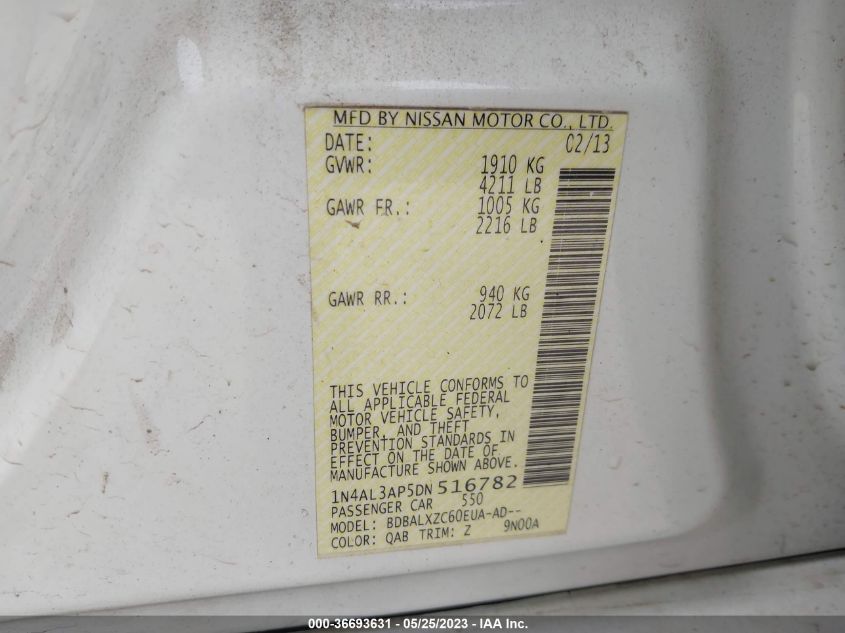 MFD BY NISSAN MOTOR CO., LTD.
DATE: 02/13
GVWR: 1910 KG
4211 LB
GAWR FR.: 1005 KG
2216 LB
GAWR RR.: 940 KG
2072 LB
THIS VEHICLE CONFORMS TO
ALL APPLICABLE FEDERAL
MOTOR VEHICLE SAFETY,
BUMPER, AND THEFT
PREVENTION STANDARDS IN
EFFECT ON THE DATE OF
MANUFACTURE SHOWN ABOVE.
1N4AL3AP5DN 516782
PASSENGER CAR 550
MODEL: BDBALXZC60EUA-AD--
COLOR: QAB TRIM: Z 9N00A
000-36693631 - 05/25/2023 - IAA Inc.